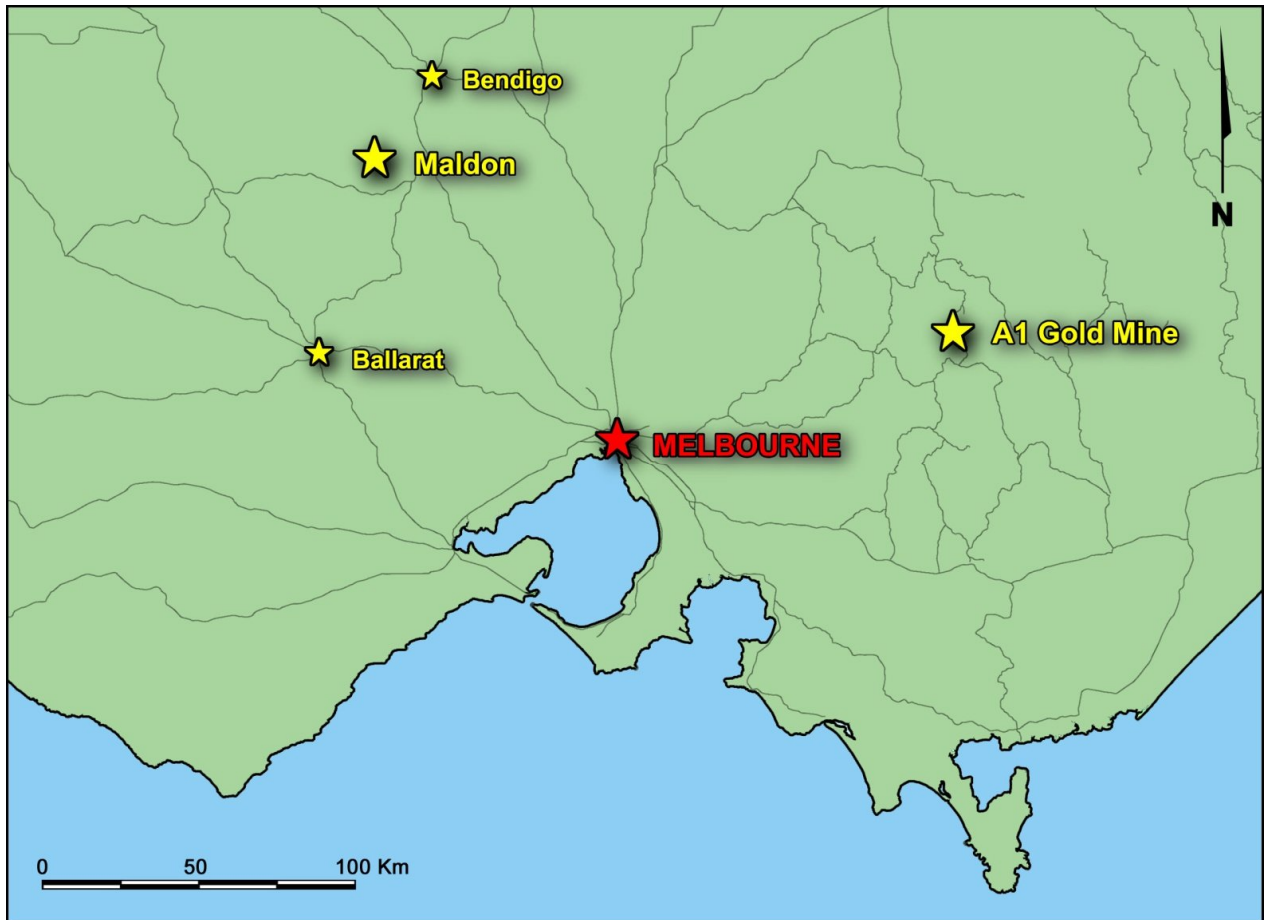 Bendigo
Maldon
N
A1 Gold Mine
Ballarat
MELBOURNE
0 50 100 Km